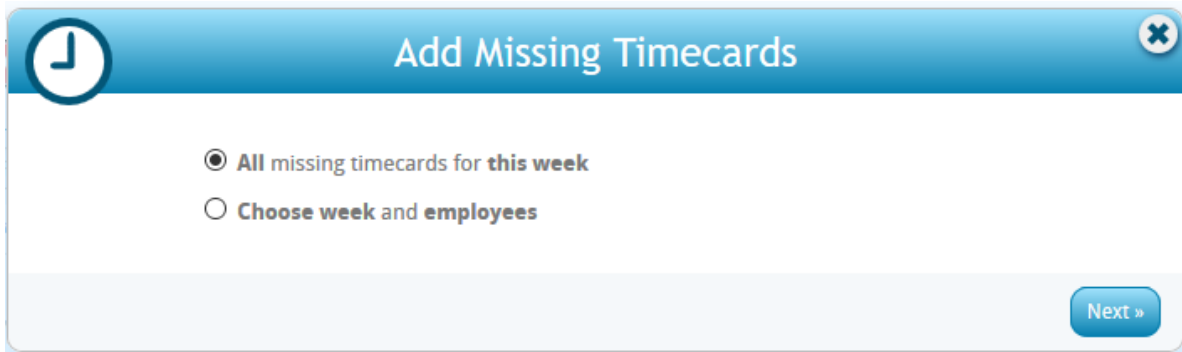 Add Missing Timecards
All missing timecards for this week
Choose week and employees
Next »